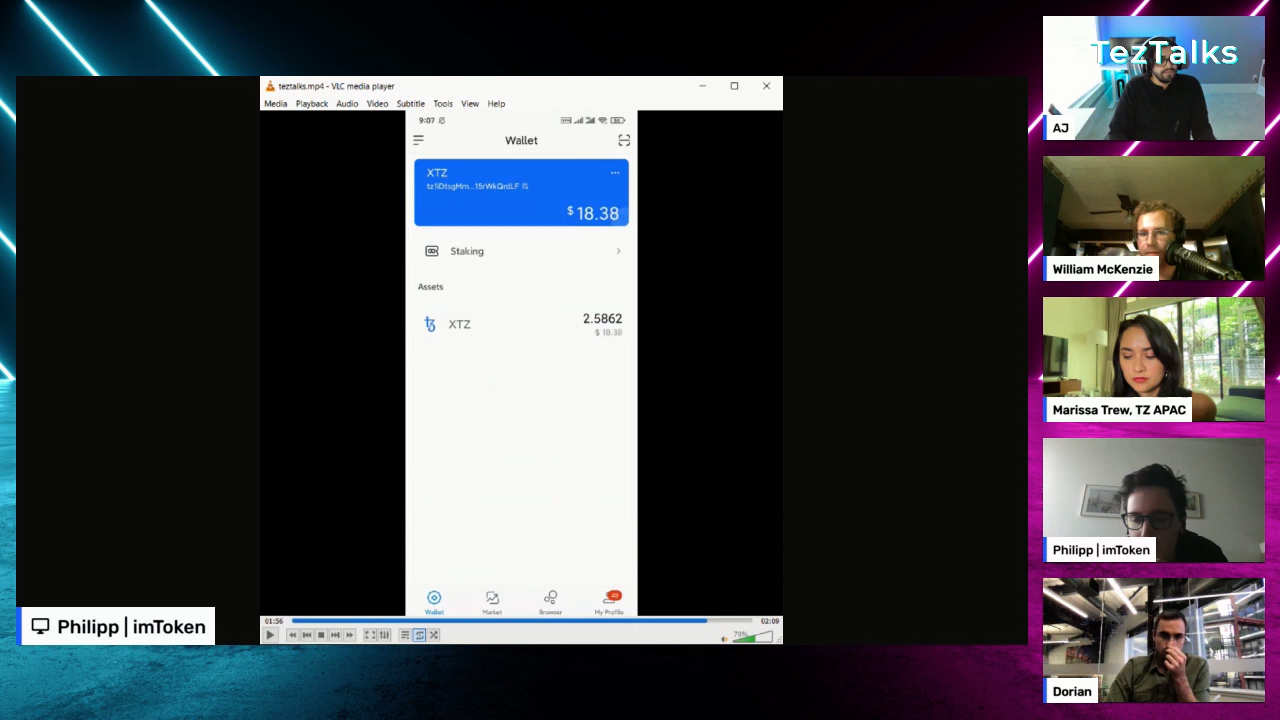 teztalks.mp4 - VLC media player
Media Playback Audio Video Subtitle Tools View Help
9:07
Wallet
XTZ
$ 18.38
Staking
Assets
XTZ
2.5862
$ 18.38
Wallet Market Browser My Profile
01:56
02:09
70%
Philipp | imToken
TezTalks
AJ
William McKenzie
Marissa Trew, TZ APAC
Philipp | imToken
Dorian